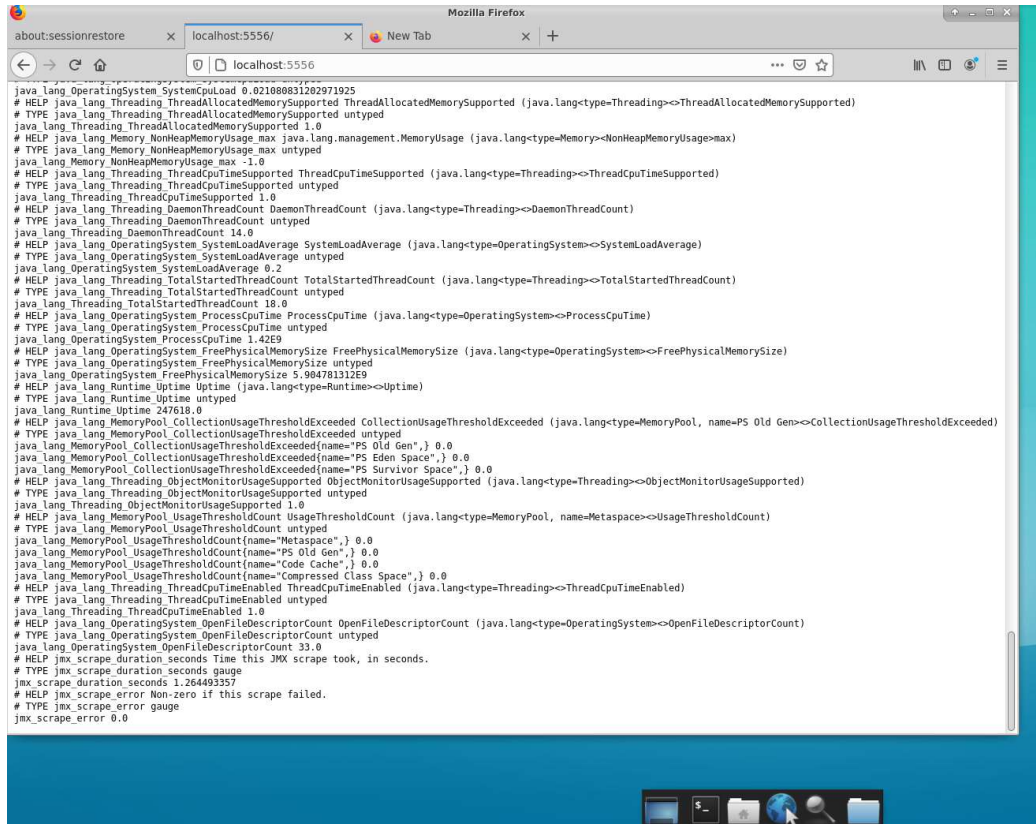 Mozilla Firefox
about:sessionrestore
localhost:5556/
New Tab
localhost:5556
java_lang_OperatingSystem_SystemCpuLoad 0.021080831202971925
# HELP java_lang_Threading_ThreadAllocatedMemorySupported ThreadAllocatedMemorySupported (java.lang<type=Threading><>ThreadAllocatedMemorySupported)
# TYPE java_lang_Threading_ThreadAllocatedMemorySupported untyped
java_lang_Threading_ThreadAllocatedMemorySupported 1.0
# HELP java_lang_Memory_NonHeapMemoryUsage_max java.lang.management.MemoryUsage (java.lang<type=Memory><NonHeapMemoryUsage>max)
# TYPE java_lang_Memory_NonHeapMemoryUsage_max untyped
java_lang_Memory_NonHeapMemoryUsage_max -1.0
# HELP java_lang_Threading_ThreadCpuTimeSupported ThreadCpuTimeSupported (java.lang<type=Threading><>ThreadCpuTimeSupported)
# TYPE java_lang_Threading_ThreadCpuTimeSupported untyped
java_lang_Threading_ThreadCpuTimeSupported 1.0
# HELP java_lang_Threading_DaemonThreadCount DaemonThreadCount (java.lang<type=Threading><>DaemonThreadCount)
# TYPE java_lang_Threading_DaemonThreadCount untyped
java_lang_Threading_DaemonThreadCount 14.0
# HELP java_lang_OperatingSystem_SystemLoadAverage SystemLoadAverage (java.lang<type=OperatingSystem><>SystemLoadAverage)
# TYPE java_lang_OperatingSystem_SystemLoadAverage untyped
java_lang_OperatingSystem_SystemLoadAverage 0.2
# HELP java_lang_Threading_TotalStartedThreadCount TotalStartedThreadCount (java.lang<type=Threading><>TotalStartedThreadCount)
# TYPE java_lang_Threading_TotalStartedThreadCount untyped
java_lang_Threading_TotalStartedThreadCount 18.0
# HELP java_lang_OperatingSystem_ProcessCpuTime ProcessCpuTime (java.lang<type=OperatingSystem><>ProcessCpuTime)
# TYPE java_lang_OperatingSystem_ProcessCpuTime untyped
java_lang_OperatingSystem_ProcessCpuTime 1.42E9
# HELP java_lang_OperatingSystem_FreePhysicalMemorySize FreePhysicalMemorySize (java.lang<type=OperatingSystem><>FreePhysicalMemorySize)
# TYPE java_lang_OperatingSystem_FreePhysicalMemorySize untyped
java_lang_OperatingSystem_FreePhysicalMemorySize 5.904781312E9
# HELP java_lang_Runtime_Uptime Uptime (java.lang<type=Runtime><>Uptime)
# TYPE java_lang_Runtime_Uptime untyped
java_lang_Runtime_Uptime 247618.0
# HELP java_lang_MemoryPool_CollectionUsageThresholdExceeded CollectionUsageThresholdExceeded (java.lang<type=MemoryPool, name=PS Old Gen><>CollectionUsageThresholdExceeded)
# TYPE java_lang_MemoryPool_CollectionUsageThresholdExceeded untyped
java_lang_MemoryPool_CollectionUsageThresholdExceeded{name="PS Old Gen",} 0.0
java_lang_MemoryPool_CollectionUsageThresholdExceeded{name="PS Eden Space",} 0.0
java_lang_MemoryPool_CollectionUsageThresholdExceeded{name="PS Survivor Space",} 0.0
# HELP java_lang_Threading_ObjectMonitorUsageSupported ObjectMonitorUsageSupported (java.lang<type=Threading><>ObjectMonitorUsageSupported)
# TYPE java_lang_Threading_ObjectMonitorUsageSupported untyped
java_lang_Threading_ObjectMonitorUsageSupported 1.0
# HELP java_lang_MemoryPool_UsageThresholdCount UsageThresholdCount (java.lang<type=MemoryPool, name=Metaspace><>UsageThresholdCount)
# TYPE java_lang_MemoryPool_UsageThresholdCount untyped
java_lang_MemoryPool_UsageThresholdCount{name="Metaspace",} 0.0
java_lang_MemoryPool_UsageThresholdCount{name="PS Old Gen",} 0.0
java_lang_MemoryPool_UsageThresholdCount{name="Code Cache",} 0.0
java_lang_MemoryPool_UsageThresholdCount{name="Compressed Class Space",} 0.0
# HELP java_lang_Threading_ThreadCpuTimeEnabled ThreadCpuTimeEnabled (java.lang<type=Threading><>ThreadCpuTimeEnabled)
# TYPE java_lang_Threading_ThreadCpuTimeEnabled untyped
java_lang_Threading_ThreadCpuTimeEnabled 1.0
# HELP java_lang_OperatingSystem_OpenFileDescriptorCount OpenFileDescriptorCount (java.lang<type=OperatingSystem><>OpenFileDescriptorCount)
# TYPE java_lang_OperatingSystem_OpenFileDescriptorCount untyped
java_lang_OperatingSystem_OpenFileDescriptorCount 33.0
# HELP jmx_scrape_duration_seconds Time this JMX scrape took, in seconds.
# TYPE jmx_scrape_duration_seconds gauge
jmx_scrape_duration_seconds 1.264493357
# HELP jmx_scrape_error Non-zero if this scrape failed.
# TYPE jmx_scrape_error gauge
jmx_scrape_error 0.0